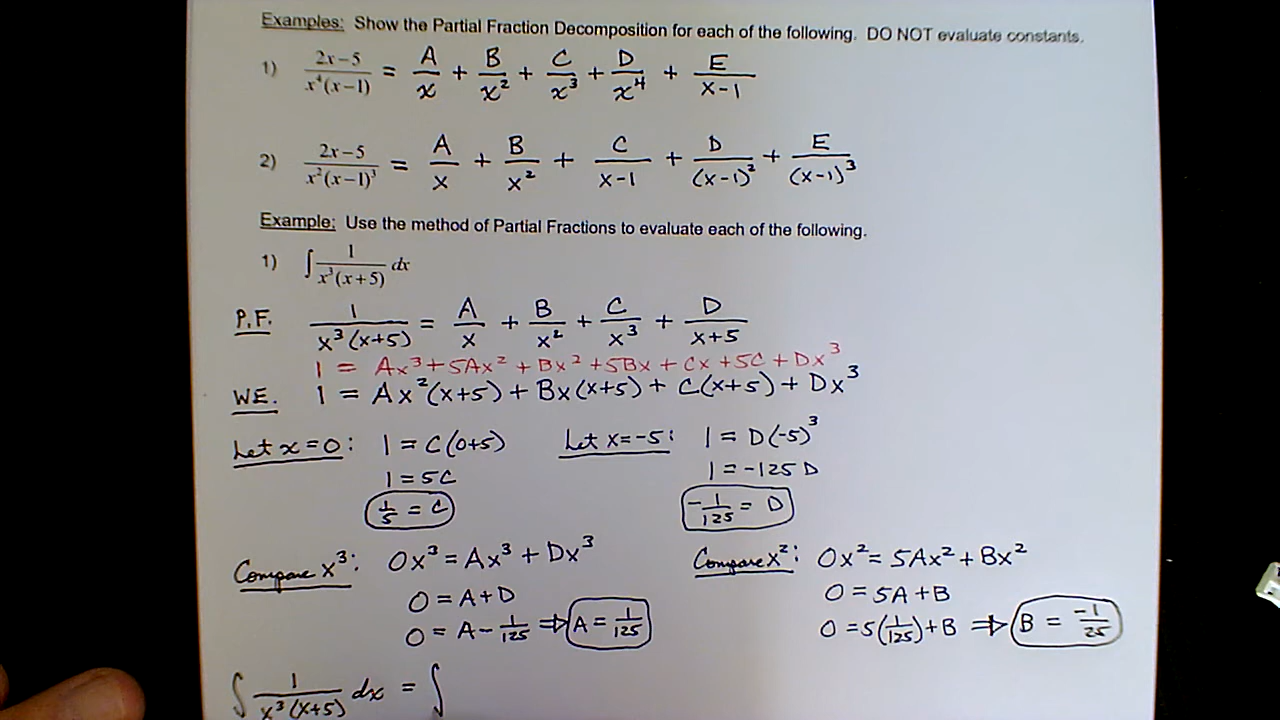 Examples: Show the Partial Fraction Decomposition for each of the following. DO NOT evaluate constants.
1) (2x-5)/(x⁴(x-1)) = A/x + B/x² + C/x³ + D/x⁴ + E/(x-1)
2) (2x-5)/(x²(x-1)³) = A/x + B/x² + C/(x-1) + D/(x-1)² + E/(x-1)³
Example: Use the method of Partial Fractions to evaluate each of the following.
1) ∫ 1/(x³(x+5)) dx
P.F. 1/(x³(x+5)) = A/x + B/x² + C/x³ + D/(x+5)
1 = Ax³ + 5Ax² + Bx² + 5Bx + Cx + 5C + Dx³
WE. 1 = Ax²(x+5) + Bx(x+5) + C(x+5) + Dx³
Let x=0: 1 = C(0+5) Let x=-5: 1 = D(-5)³
1 = 5C 1 = -125D
1/5 = C -1/125 = D
Compare x³: 0x³ = Ax³ + Dx³ Compare x²: 0x² = 5Ax² + Bx²
0 = A+D 0 = 5A+B
0 = A - 1/125 ⇒ A = 1/125 0 = 5(1/125) + B ⇒ B = -1/25
∫ 1/(x³(x+5)) dx = ∫